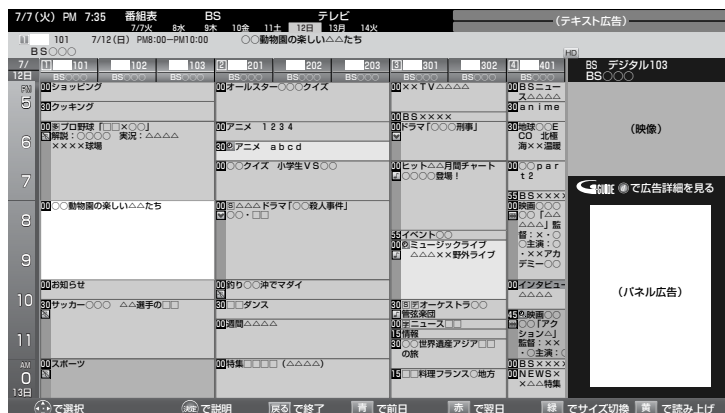 7/7(火) PM 7:35 番組表 BS テレビ
7/7火 8水 9木 10金 11土 12日 13月 14火
(テキスト広告)
101 7/12(日) PM8:00-PM10:00 ○○動物園の楽しい△△たち
BS○○○ HD
7/12日 1 101 102 103 2 201 202 203 3 301 302 4 401
BS○○○ BS○○○ BS○○○ BS○○○ BS○○○ BS○○○ BS○○○ BS○○○ BS○○○
BS デジタル103
BS○○○
PM
5
6
7
8
9
10
11
AM
0
13日
00ショッピング
30クッキング
00プロ野球「□□×○○」
解説:○○○○ 実況:△△△△
××××球場
00○○動物園の楽しい△△たち
00お知らせ
30サッカー○○○ △△選手の□□
00スポーツ
00オールスター○○○クイズ
00アニメ 1234
30アニメ abcd
00○○クイズ 小学生VS○○
00S△△△ドラマ「○○殺人事件」
○○・□□
00釣り○○沖でマダイ
30□□ダンス
00週間△△△△
00特集□□□□ (△△△△)
00××TV△△△△
00BS××××
00ドラマ「○○○刑事」
00ヒット△△月間チャート
○○○○登場!
55イベント○○
00ミュージックライブ
△△△××野外ライブ
30オーケストラ○○
管弦楽団
00ニュース□□
15情報
30○○世界遺産アジア□□
の旅
15□□料理フランス○地方
00BSニュー
ス△△△△
30anime
30地球○○E
CO 北極
海××温暖
00○○par
t2
55BS×××
00映画○○○
○○「△△
△△△」監
督:×・○
○主演:○
・××アカ
デミー○○
00インタビュー
△△△△
45映画○○
○○「アク
ション△」
監督:××
・○主演:
00BS×××
00NEWS×
×△△特集
(映像)
G-GUIDE で広告詳細を見る
(パネル広告)
で選択 決定 で説明 戻る で終了 青 で前日 赤 で翌日 緑 でサイズ切換 黄 で読み上げ